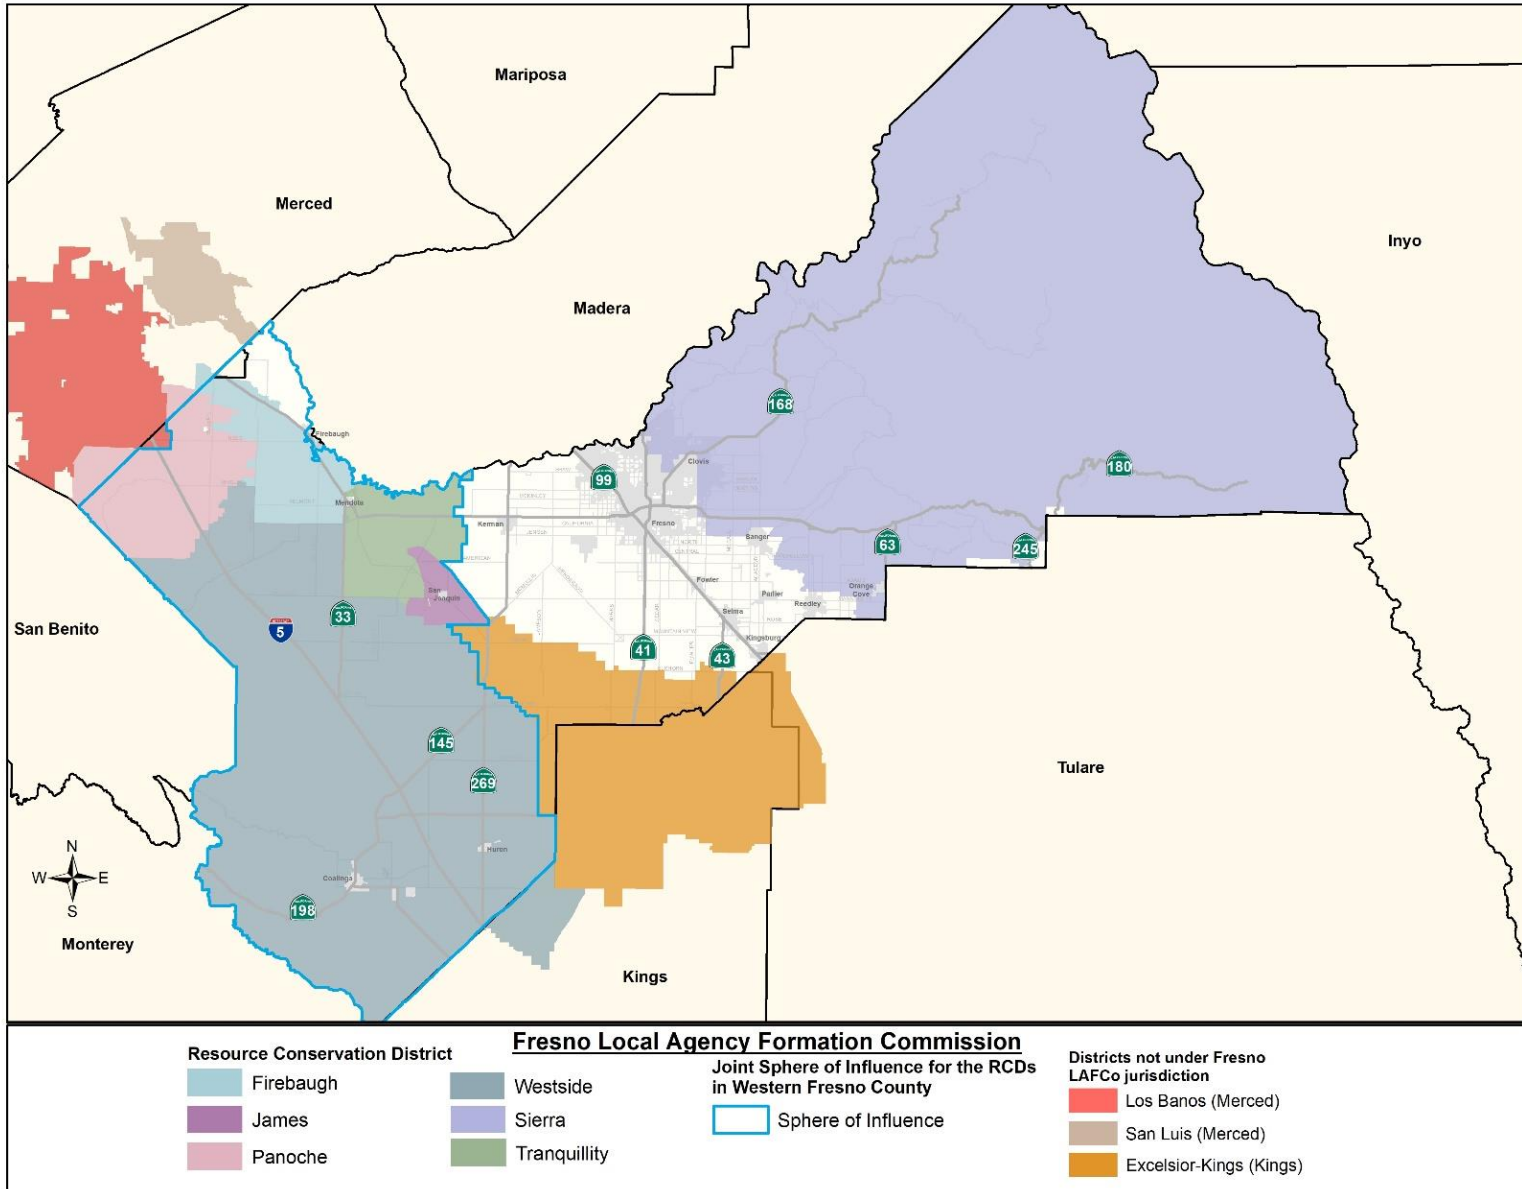 Mariposa
Merced
Inyo
Madera
168
Firebaugh
Clovis
180
99
Mendota
Kerman
Fresno
CALIFORNIA
Sanger
63
245
San
Joaquin
Fowler
Orange
Cove
Parlier
Reedley
Selma
33
5
San Benito
Kingsburg
41
43
145
269
Tulare
Huron
Coalinga
N
W E
S
198
Monterey
Kings
Fresno Local Agency Formation Commission
Resource Conservation District
Firebaugh
James
Panoche
Westside
Sierra
Tranquillity
Joint Sphere of Influence for the RCDs
in Western Fresno County
Sphere of Influence
Districts not under Fresno
LAFCo jurisdiction
Los Banos (Merced)
San Luis (Merced)
Excelsior-Kings (Kings)